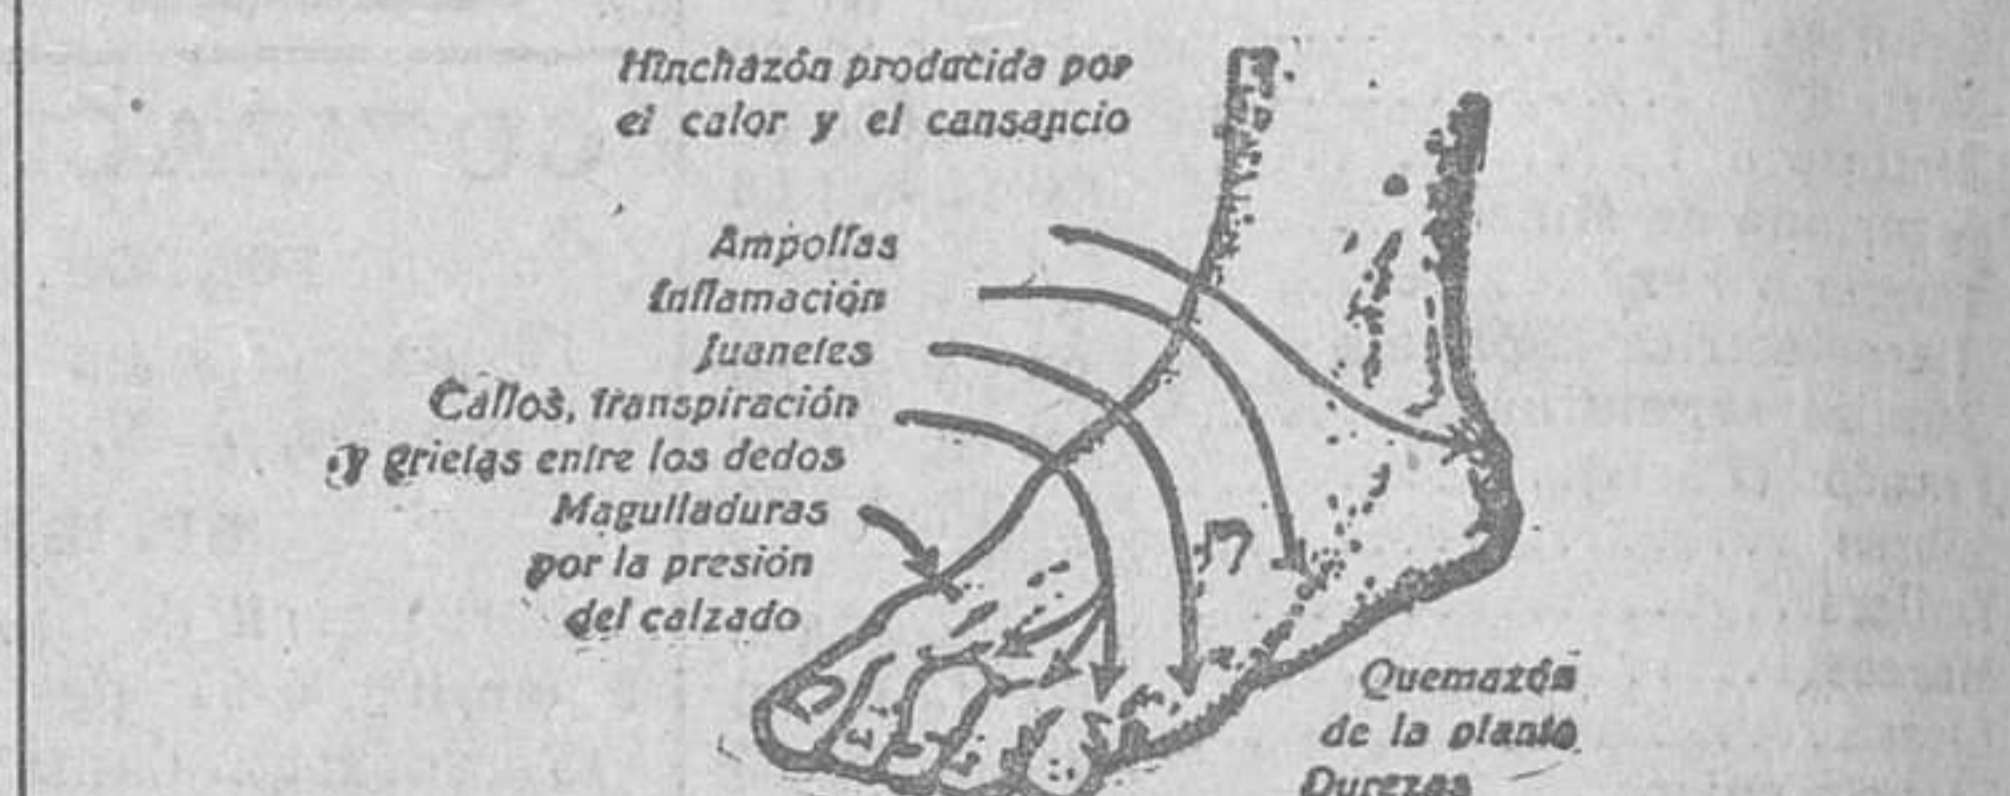 Hinchazón producida por
el calor y el cansancio
Ampollas
Inflamación
Juanetes
Callos, transpiración
y grietas entre los dedos
Magulladuras
por la presión
del calzado
Quemazón
de la planta
Durezas